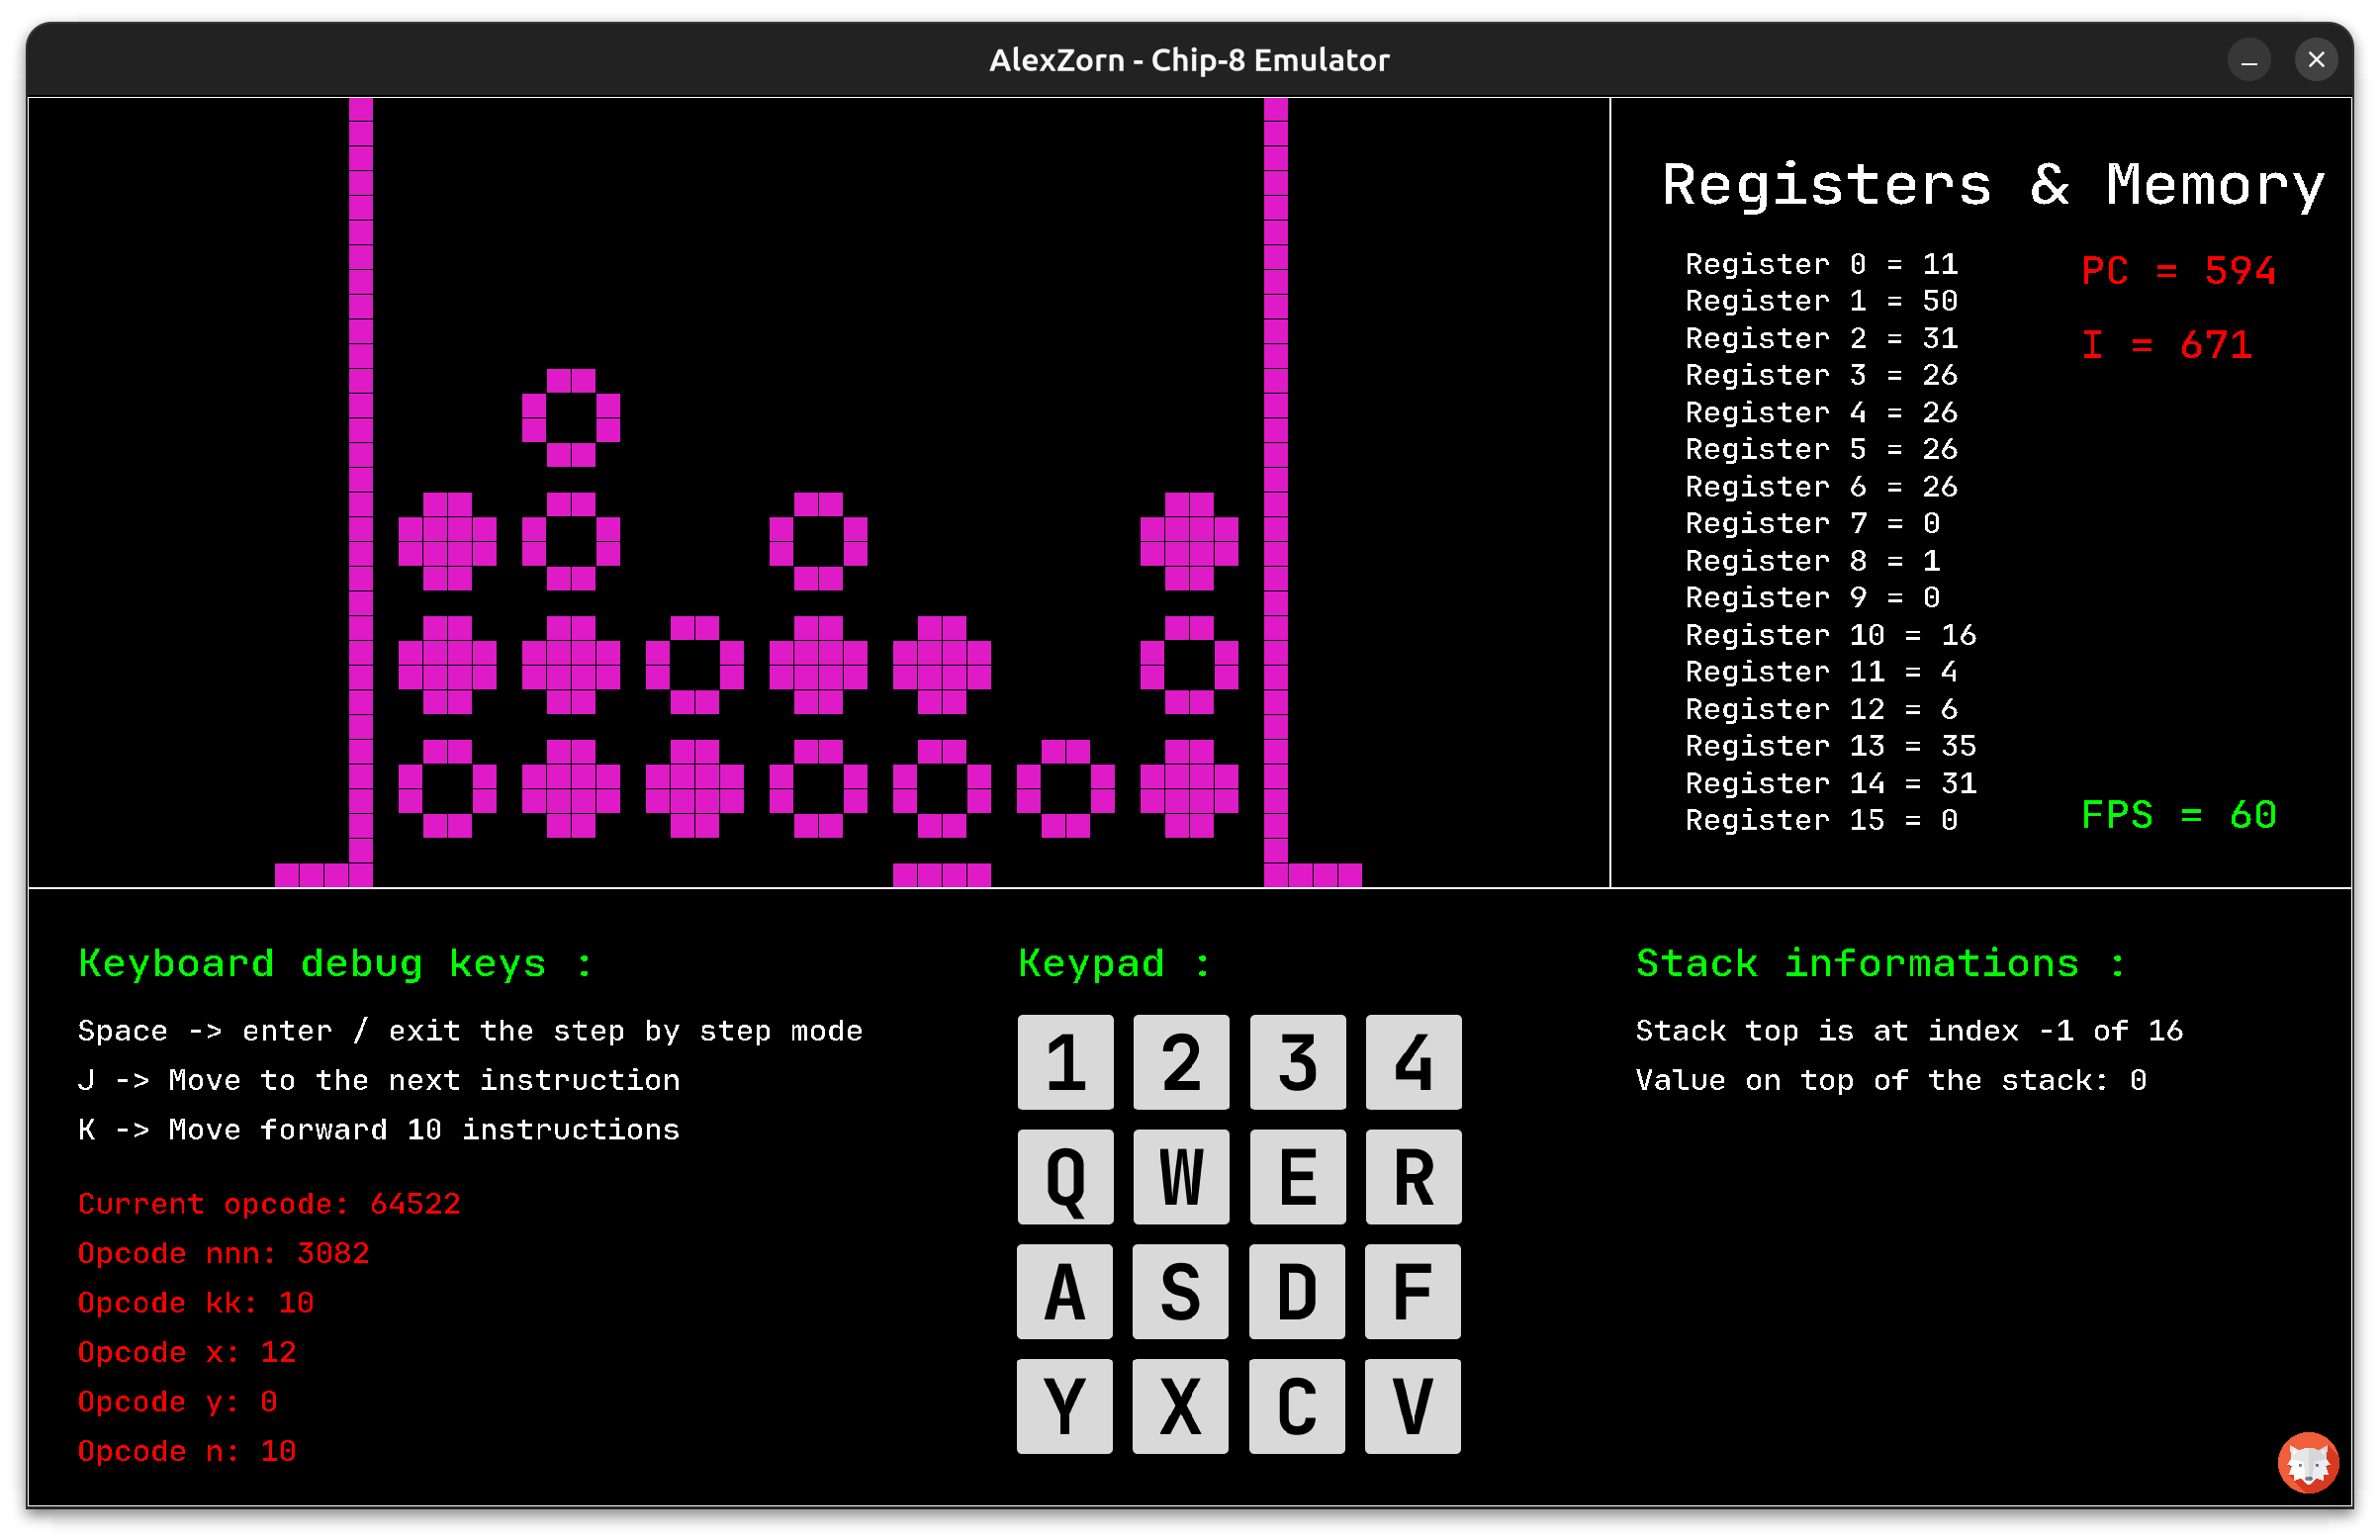 AlexZorn - Chip-8 Emulator
Registers & Memory
Register 0 = 11
PC = 594
Register 1 = 50
Register 2 = 31
I = 671
Register 3 = 26
Register 4 = 26
Register 5 = 26
Register 6 = 26
Register 7 = 0
Register 8 = 1
Register 9 = 0
Register 10 = 16
Register 11 = 4
Register 12 = 6
Register 13 = 35
Register 14 = 31
Register 15 = 0
FPS = 60
Keyboard debug keys :
Space -> enter / exit the step by step mode
J -> Move to the next instruction
K -> Move forward 10 instructions
Current opcode: 64522
Opcode nnn: 3082
Opcode kk: 10
Opcode x: 12
Opcode y: 0
Opcode n: 10
Keypad :
1 2 3 4
Q W E R
A S D F
Y X C V
Stack informations :
Stack top is at index -1 of 16
Value on top of the stack: 0